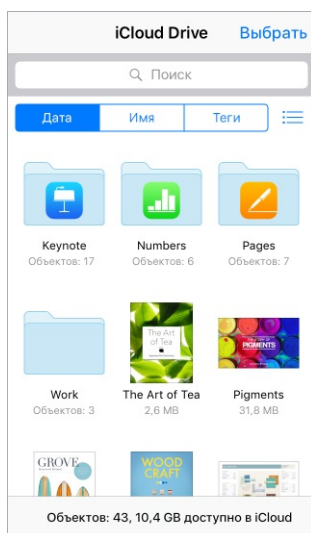 iCloud Drive Выбрать
Поиск
Дата Имя Теги
Keynote Numbers Pages
Объектов: 17 Объектов: 6 Объектов: 7
The Art
of Tea
PIGMENTS
Work The Art of Tea Pigments
Объектов: 3 2,6 MB 31,8 MB
GROVE WOOD
CRAFT
Объектов: 43, 10,4 GB доступно в iCloud